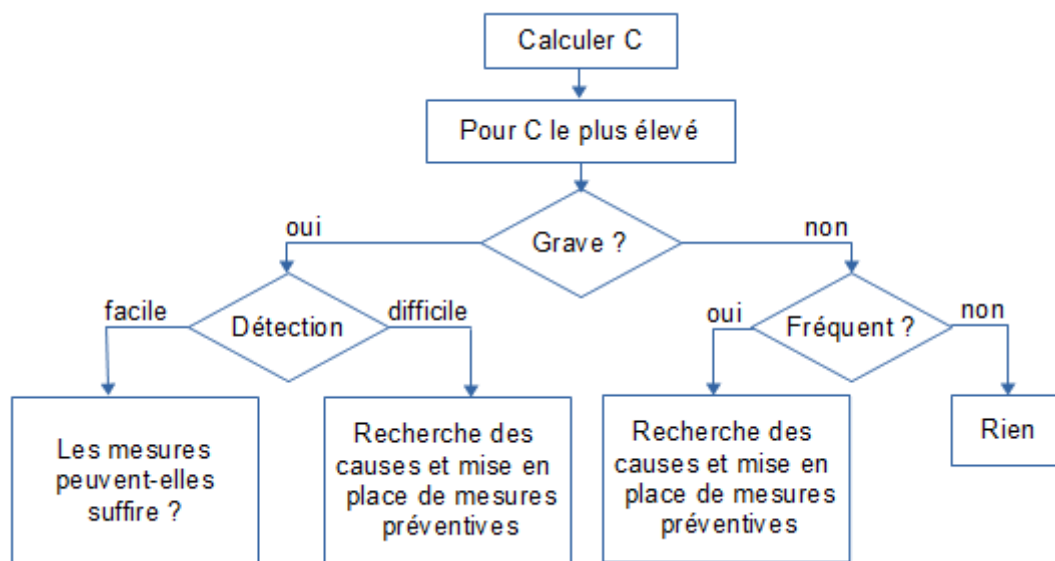 Calculer C
Pour C le plus élevé
Grave ?
oui
non
Détection
facile
difficile
Fréquent ?
oui
non
Les mesures
peuvent-elles
suffire ?
Recherche des
causes et mise en
place de mesures
préventives
Recherche des
causes et mise en
place de mesures
préventives
Rien